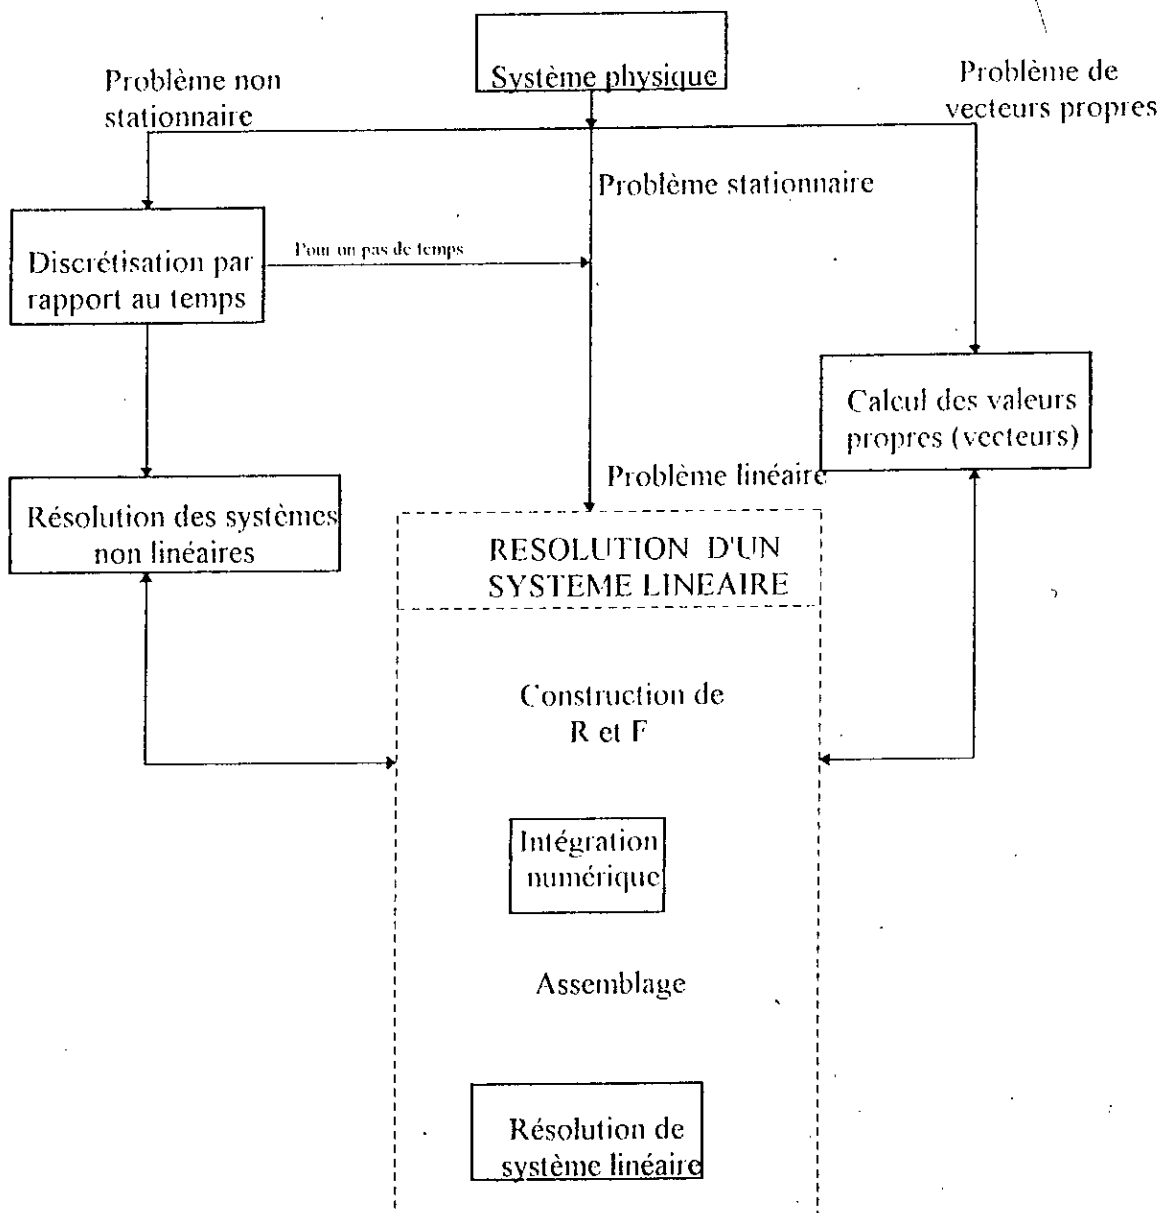 Système physique
Problème non
stationnaire
Problème de
vecteurs propres
Problème stationnaire
Discrétisation par
rapport au temps
Pour un pas de temps
Calcul des valeurs
propres (vecteurs)
Problème linéaire
Résolution des systèmes
non linéaires
RESOLUTION D'UN
SYSTEME LINEAIRE
Construction de
R et F
Intégration
numérique
Assemblage
Résolution de
système linéaire